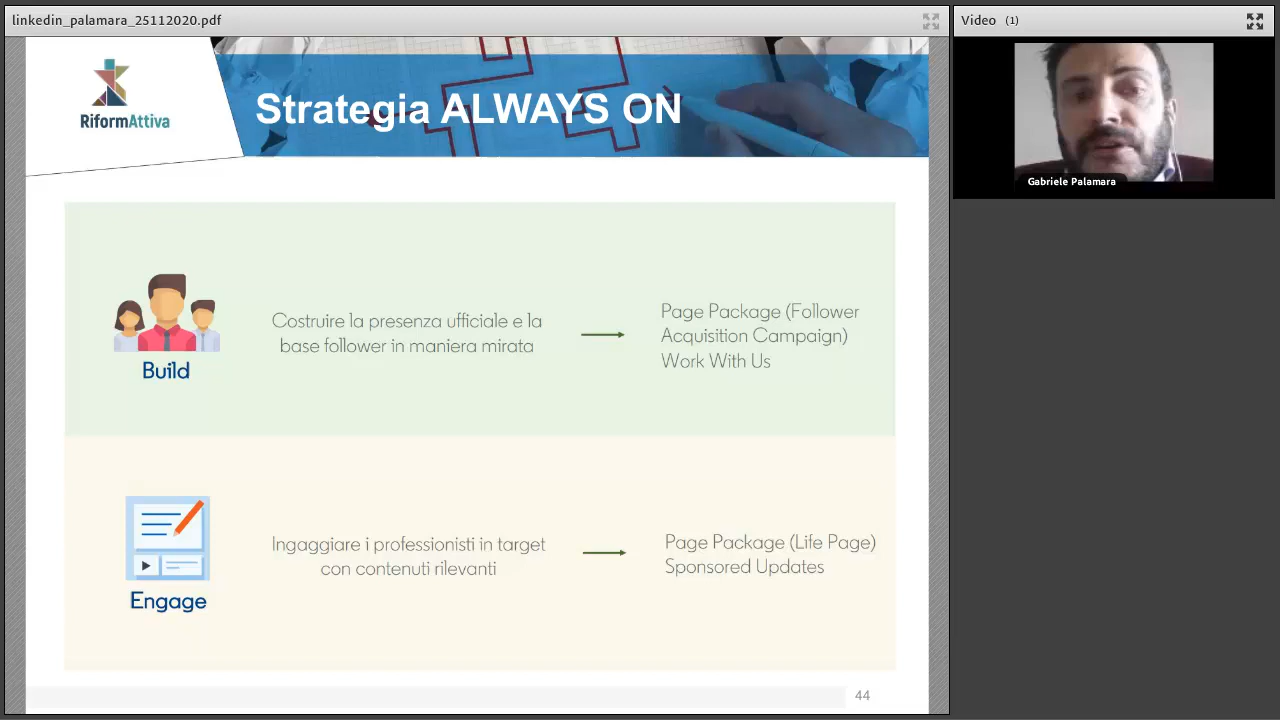 linkedin_palamara_25112020.pdf
Video (1)
RiformAttiva
Strategia ALWAYS ON
Gabriele Palamara
Build
Costruire la presenza ufficiale e la
base follower in maniera mirata
Page Package (Follower
Acquisition Campaign)
Work With Us
Engage
Ingaggiare i professionisti in target
con contenuti rilevanti
Page Package (Life Page)
Sponsored Updates
44